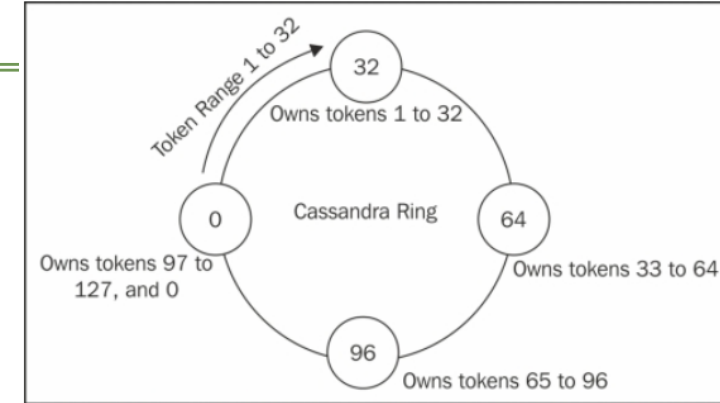 Token Range 1 to 32
32
Owns tokens 1 to 32
0
Cassandra Ring
64
Owns tokens 97 to
127, and 0
Owns tokens 33 to 64
96
Owns tokens 65 to 96